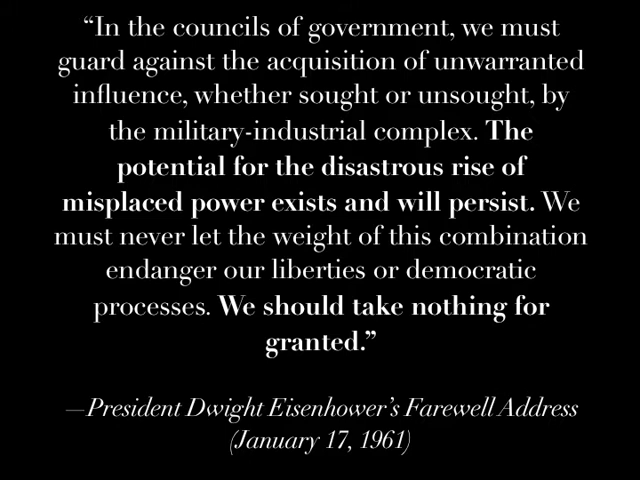 “In the councils of government, we must
guard against the acquisition of unwarranted
influence, whether sought or unsought, by
the military-industrial complex. The
potential for the disastrous rise of
misplaced power exists and will persist. We
must never let the weight of this combination
endanger our liberties or democratic
processes. We should take nothing for
granted.”
—President Dwight Eisenhower’s Farewell Address
(January 17, 1961)